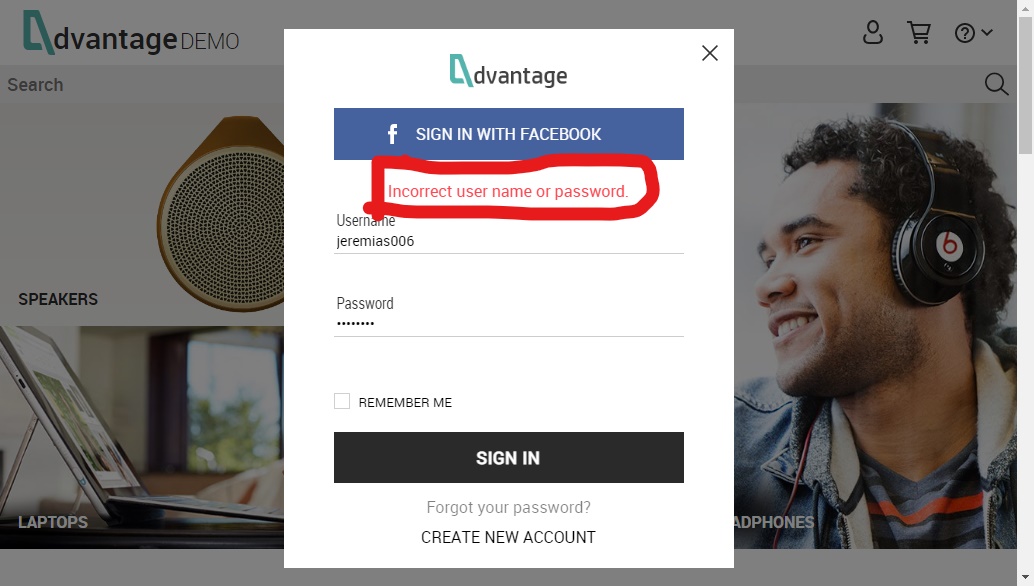 dvantage DEMO
Search
dvantage
SIGN IN WITH FACEBOOK
Incorrect user name or password.
Username
jeremias006
Password
••••••••
REMEMBER ME
SIGN IN
Forgot your password?
CREATE NEW ACCOUNT
SPEAKERS
LAPTOPS
ADPHONES